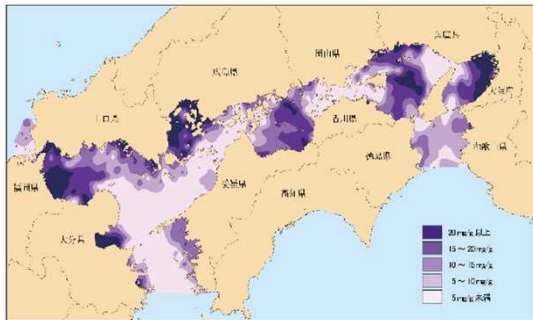 兵庫県
岡山県
広島県
大阪府
山口県
香川県
和歌山県
徳島県
福岡県
愛媛県
高知県
大分県
20 mg/g 以上
15～20 mg/g
10～15 mg/g
5～10 mg/g
5 mg/g 未満